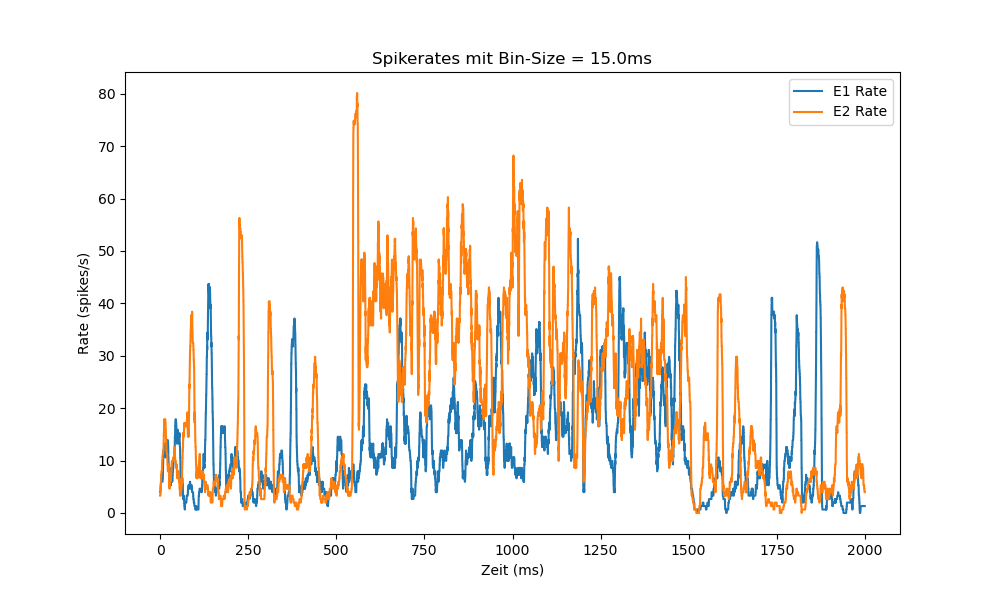 Spikerates mit Bin-Size = 15.0ms
E1 Rate
E2 Rate
80
70
60
50
40
30
20
10
0
Rate (spikes/s)
0 250 500 750 1000 1250 1500 1750 2000
Zeit (ms)